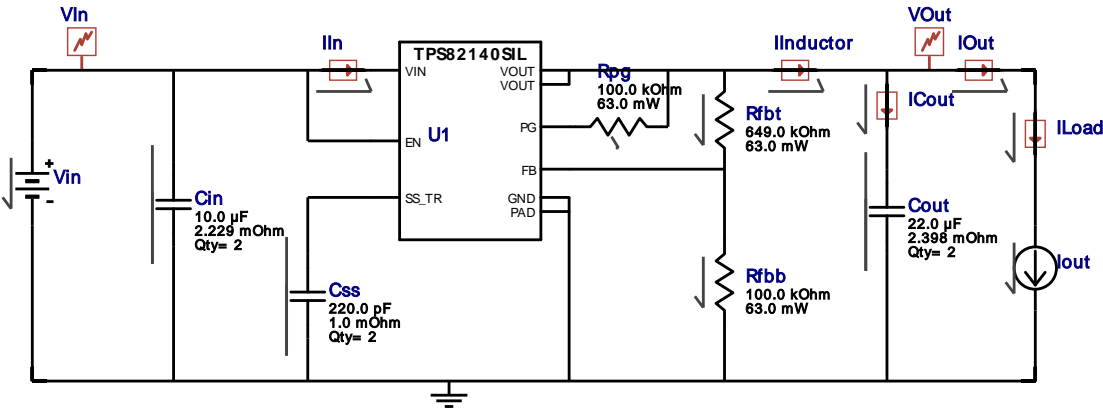 VIn
IIn
TPS82140SIL
VIN
EN
SS_TR
U1
VOUT
VOUT
PG
FB
GND
PAD
Rpg
100.0 kOhm
63.0 mW
IInductor
VOut
IOut
ICout
ILoad
Rfbt
649.0 kOhm
63.0 mW
+
Vin
-
Cin
10.0 µF
2.229 mOhm
Qty= 2
Css
220.0 pF
1.0 mOhm
Qty= 2
Rfbb
100.0 kOhm
63.0 mW
Cout
22.0 µF
2.398 mOhm
Qty= 2
Iout